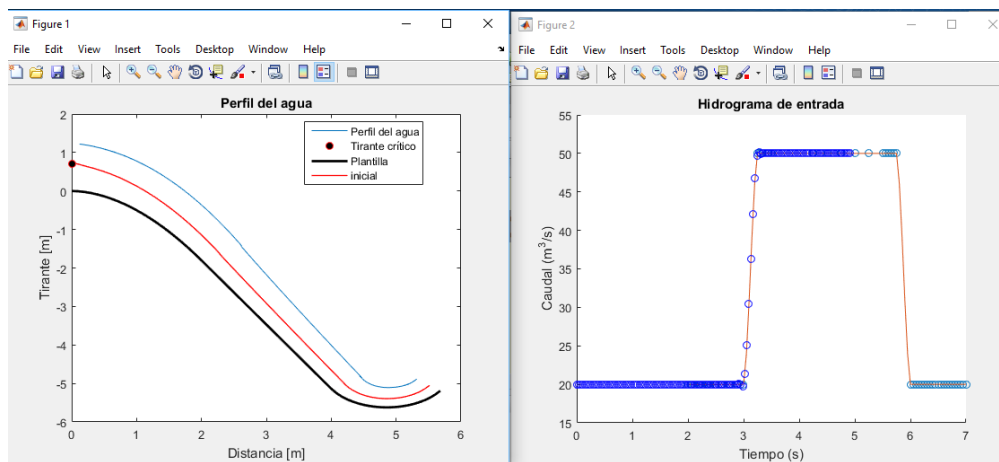 Figure 1
File Edit View Insert Tools Desktop Window Help
Perfil del agua
2
1
0
-1
-2
-3
-4
-5
-6
Tirante [m]
Perfil del agua
Tirante crítico
Plantilla
inicial
0 1 2 3 4 5 6
Distancia [m]
Figure 2
File Edit View Insert Tools Desktop Window Help
Hidrograma de entrada
55
50
45
40
35
30
25
20
15
Caudal (m³/s)
0 1 2 3 4 5 6 7
Tiempo (s)